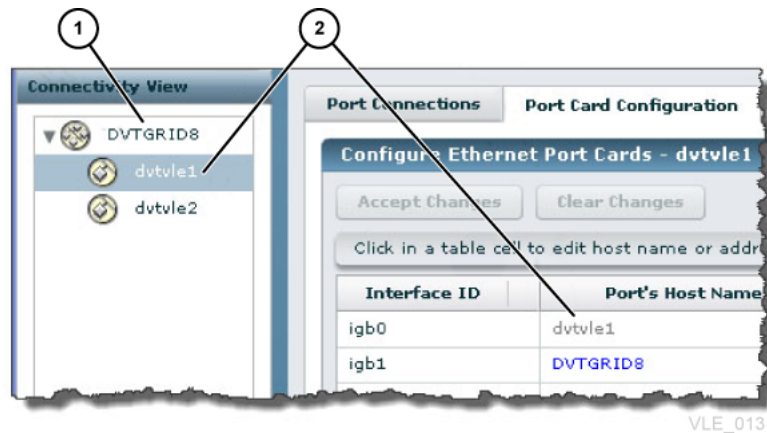 1 2
Connectivity View
Port Connections Port Card Configuration
DVTGRID8
Configure Ethernet Port Cards - dvtvle1
dvtvle1
Accept Changes Clear Changes
dvtvle2
Click in a table cell to edit host name or addr
Interface ID Port's Host Name
igb0 dvtvle1
igb1 DVTGRID8
VLE_013